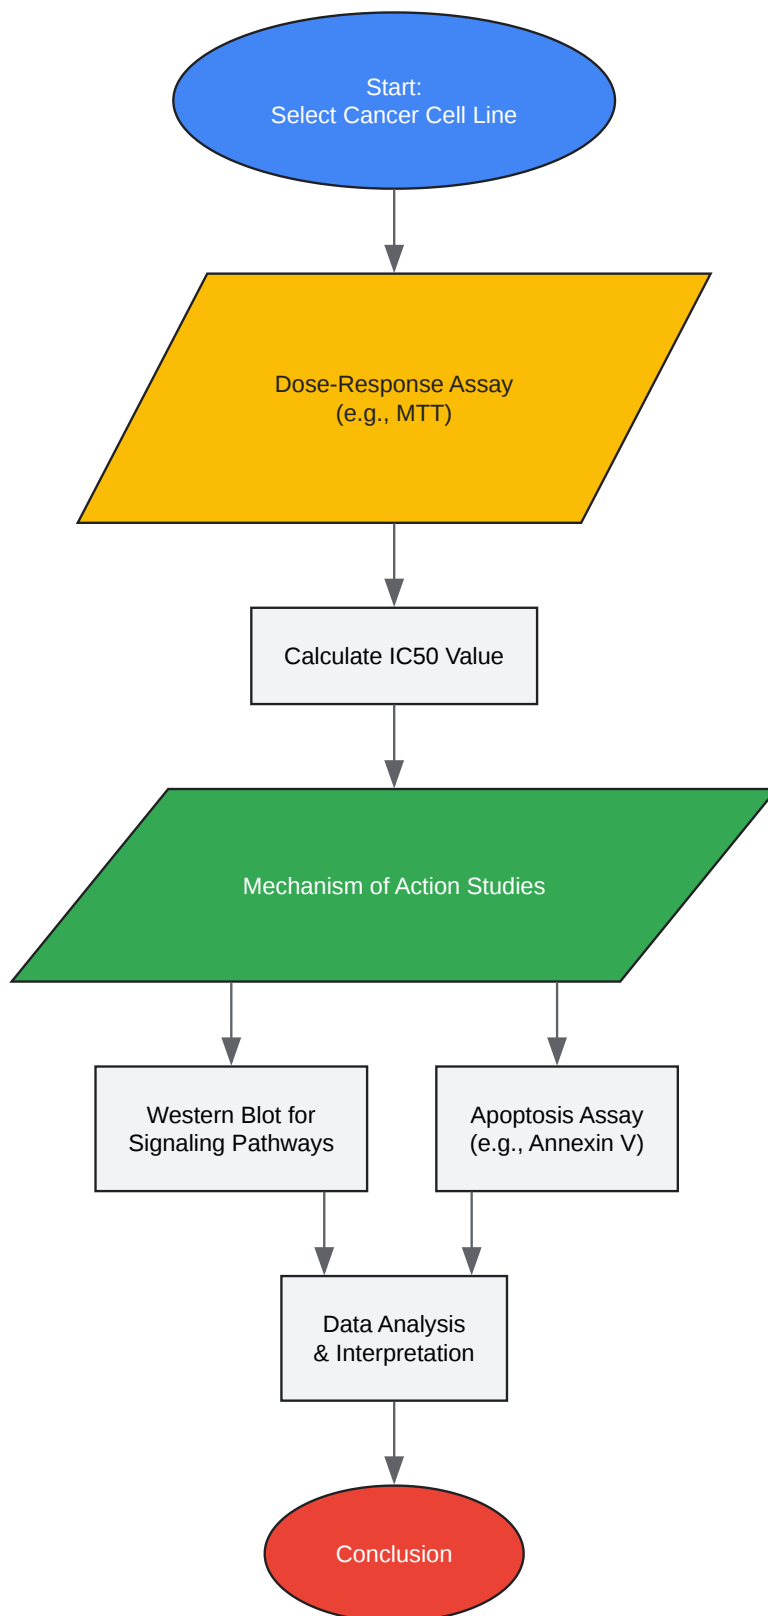 Start:
Select Cancer Cell Line
Dose-Response Assay
(e.g., MTT)
Calculate IC50 Value
Mechanism of Action Studies
Western Blot for
Signaling Pathways
Apoptosis Assay
(e.g., Annexin V)
Data Analysis
& Interpretation
Conclusion